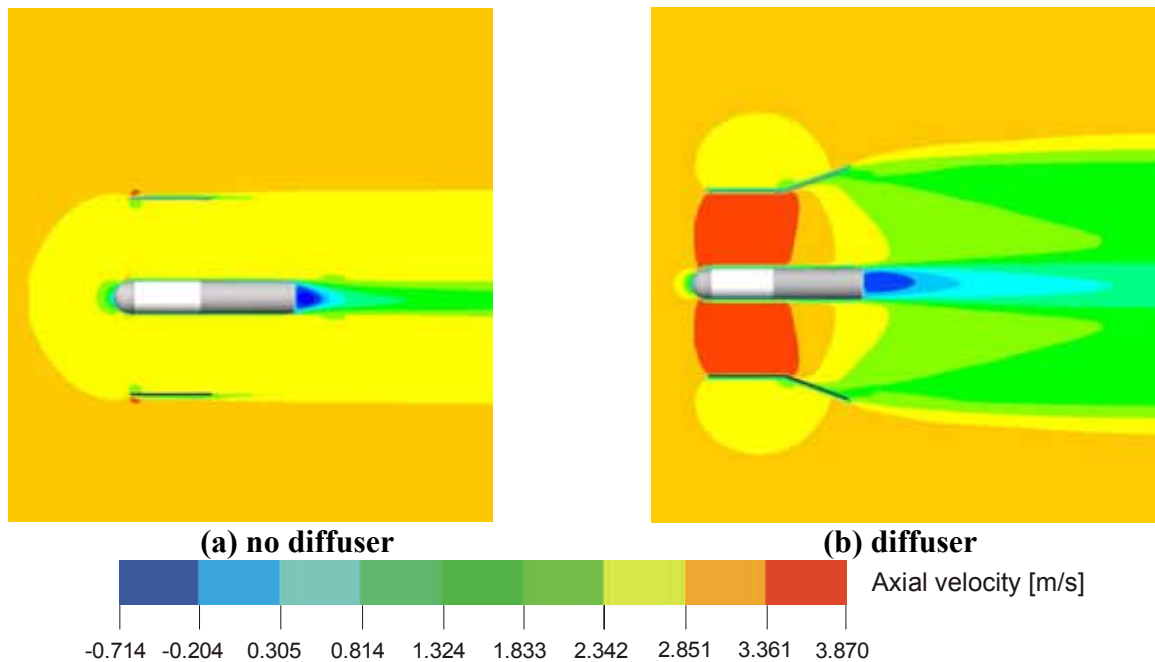 (a) no diffuser
(b) diffuser
Axial velocity [m/s]
-0.714 -0.204 0.305 0.814 1.324 1.833 2.342 2.851 3.361 3.870